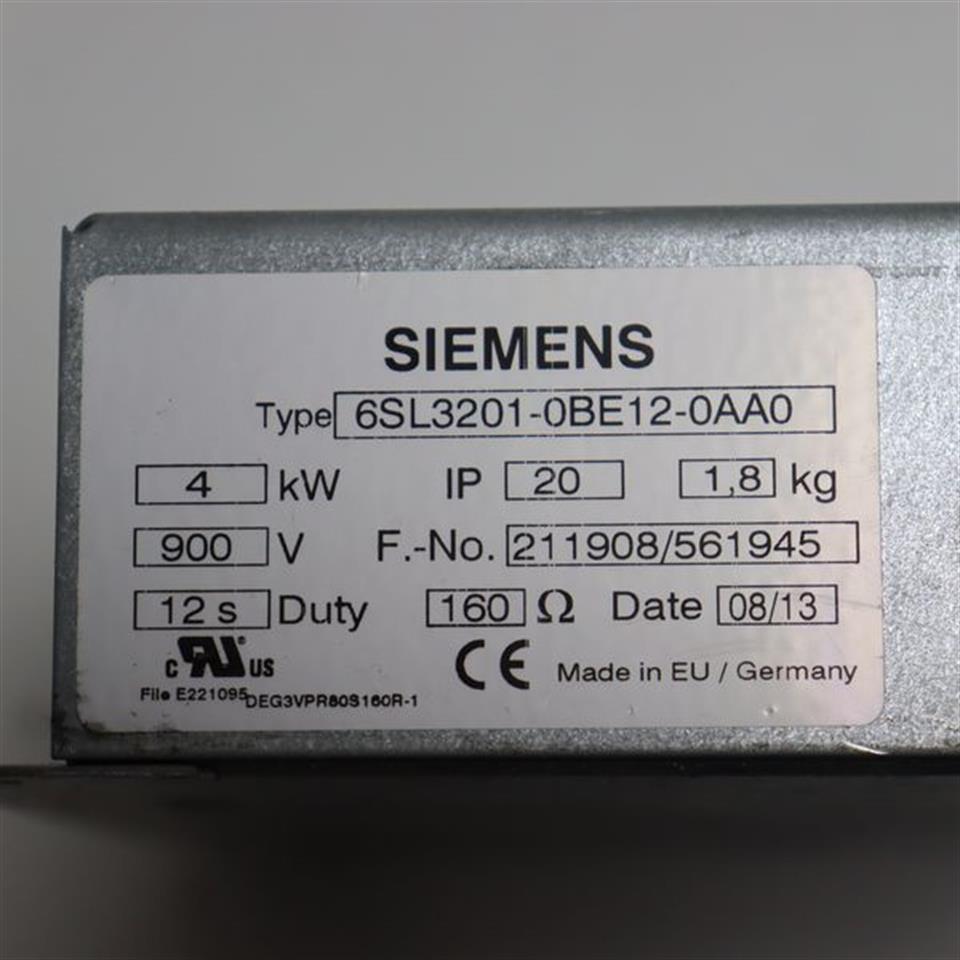 SIEMENS
Type 6SL3201-0BE12-0AA0
4 kW IP 20 1,8 kg
900 V F.-No. 211908/561945
12 s Duty 160 Ω Date 08/13
c RU ® US CE Made in EU / Germany
File E221095 DEG3VPR80S160R-1